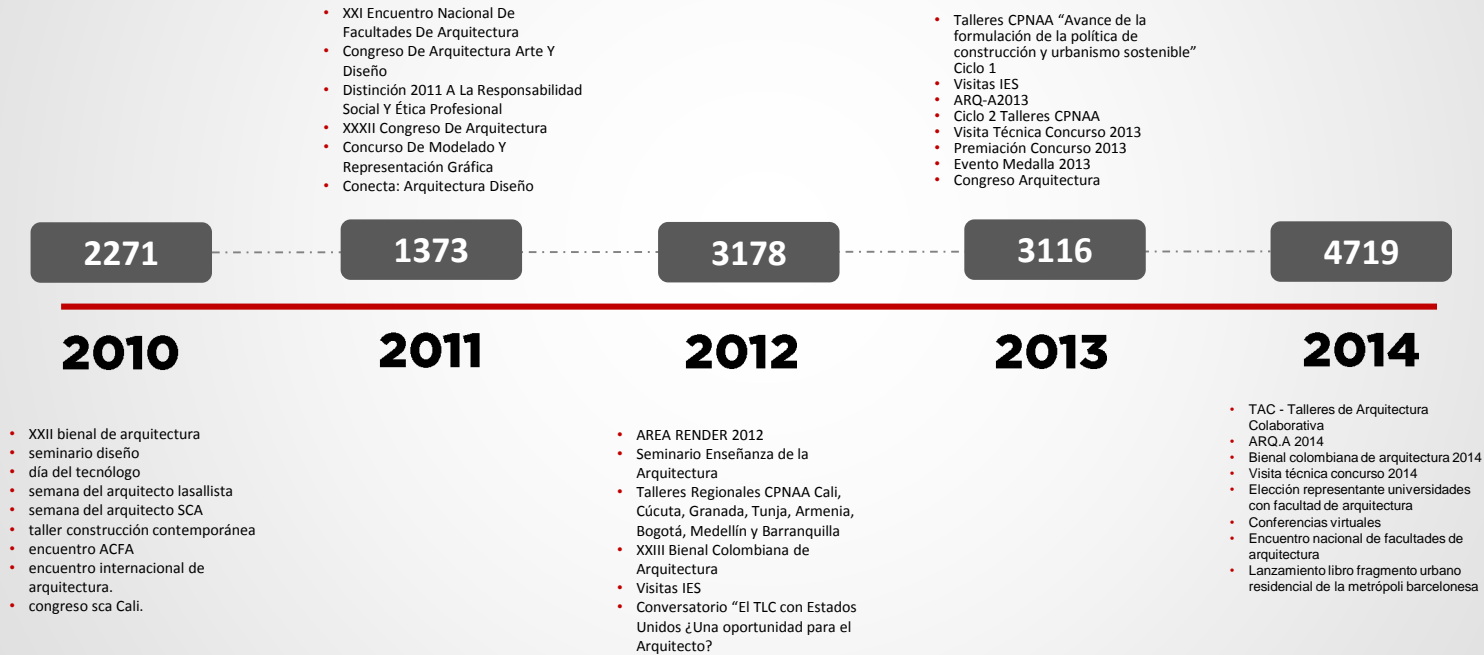 • XXI Encuentro Nacional De
Facultades De Arquitectura
• Congreso De Arquitectura Arte Y
Diseño
• Distinción 2011 A La Responsabilidad
Social Y Ética Profesional
• XXXII Congreso De Arquitectura
• Concurso De Modelado Y
Representación Gráfica
• Conecta: Arquitectura Diseño
• Talleres CPNAA “Avance de la
formulación de la política de
construcción y urbanismo sostenible”
Ciclo 1
• Visitas IES
• ARQ-A2013
• Ciclo 2 Talleres CPNAA
• Visita Técnica Concurso 2013
• Premiación Concurso 2013
• Evento Medalla 2013
• Congreso Arquitectura
2271
1373
3178
3116
4719
2010
2011
2012
2013
2014
• XXII bienal de arquitectura
• seminario diseño
• día del tecnólogo
• semana del arquitecto lasallista
• semana del arquitecto SCA
• taller construcción contemporánea
• encuentro ACFA
• encuentro internacional de
arquitectura.
• congreso sca Cali.
• AREA RENDER 2012
• Seminario Enseñanza de la
Arquitectura
• Talleres Regionales CPNAA Cali,
Cúcuta, Granada, Tunja, Armenia,
Bogotá, Medellín y Barranquilla
• XXIII Bienal Colombiana de
Arquitectura
• Visitas IES
• Conversatorio “El TLC con Estados
Unidos ¿Una oportunidad para el
Arquitecto?
• TAC - Talleres de Arquitectura
Colaborativa
• ARQ.A 2014
• Bienal colombiana de arquitectura 2014
• Visita técnica concurso 2014
• Elección representante universidades
con facultad de arquitectura
• Conferencias virtuales
• Encuentro nacional de facultades de
arquitectura
• Lanzamiento libro fragmento urbano
residencial de la metrópoli barcelonesa